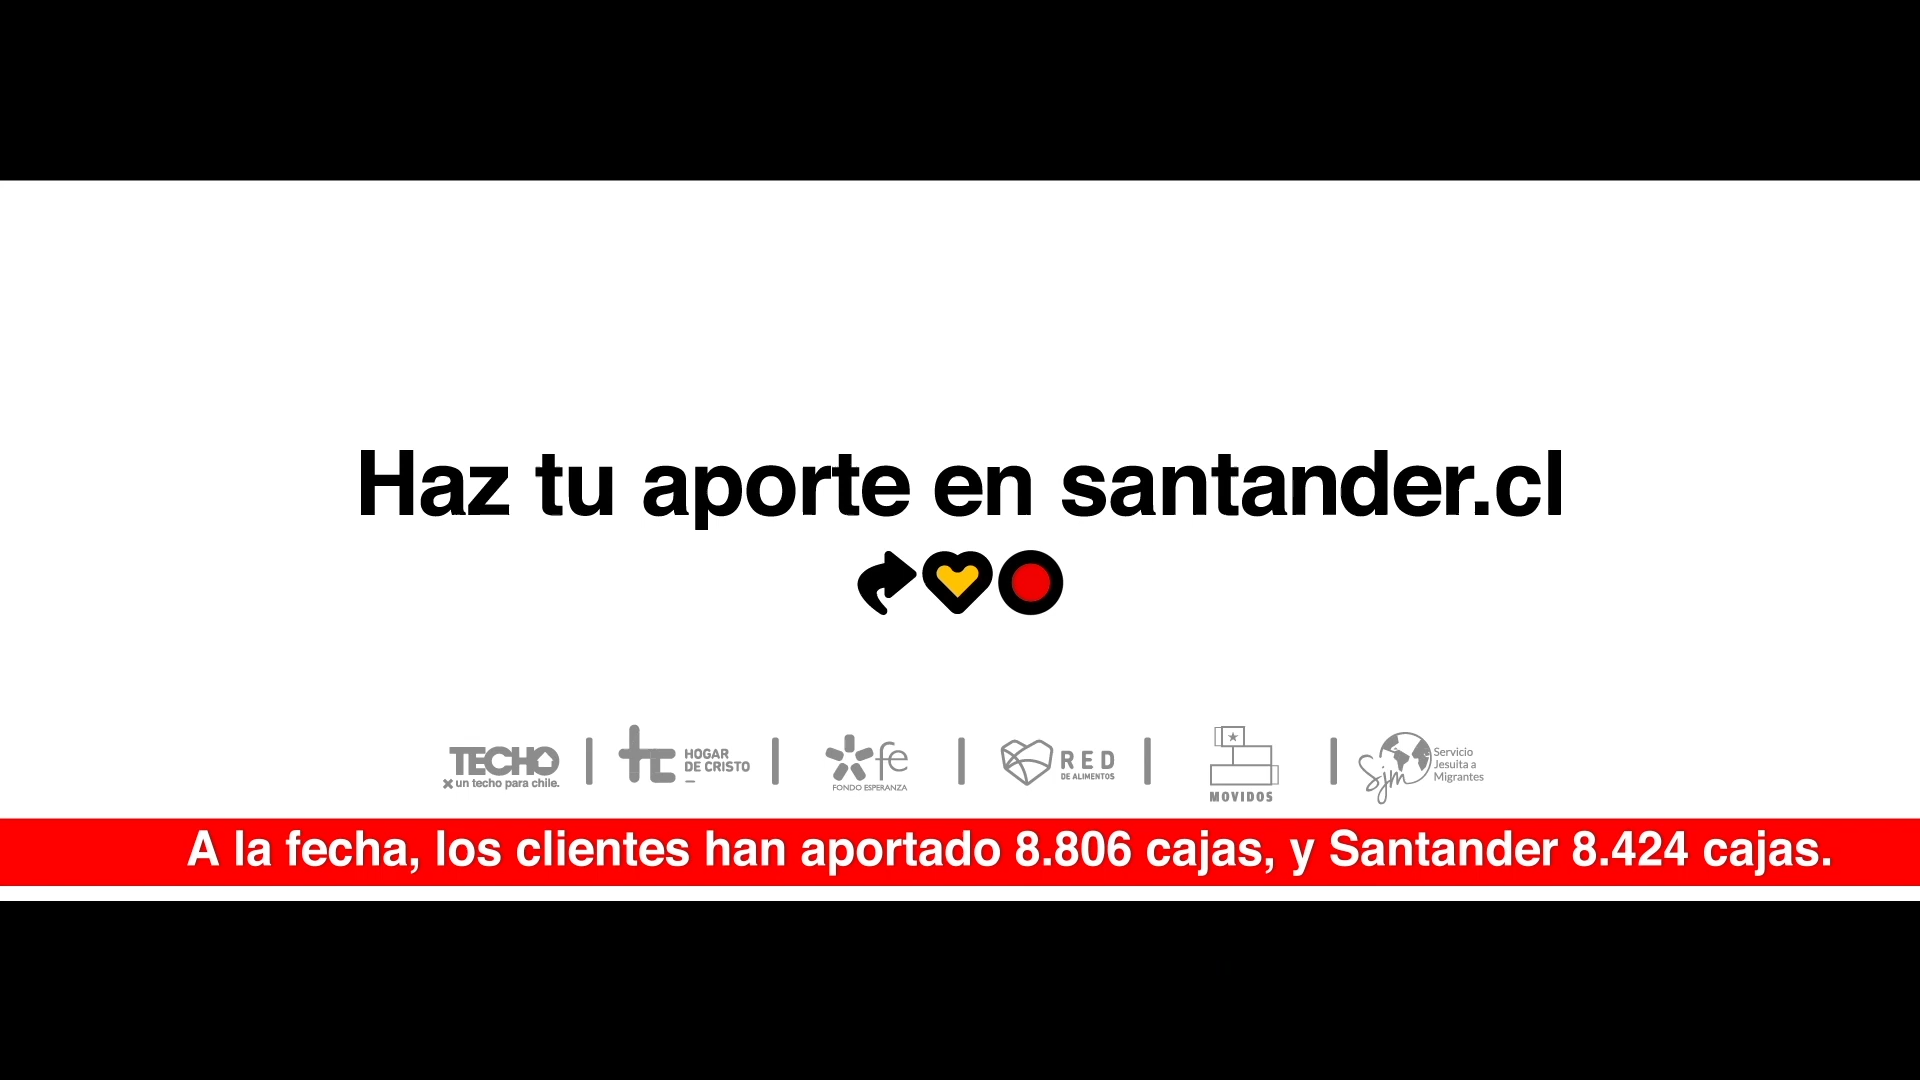 Haz tu aporte en santander.cl
TECHO
un techo para chile.
HOGAR
DE CRISTO
fe
FONDO ESPERANZA
RED
DE ALIMENTOS
MOVIDOS
sjm
Servicio
Jesuita a
Migrantes
A la fecha, los clientes han aportado 8.806 cajas, y Santander 8.424 cajas.